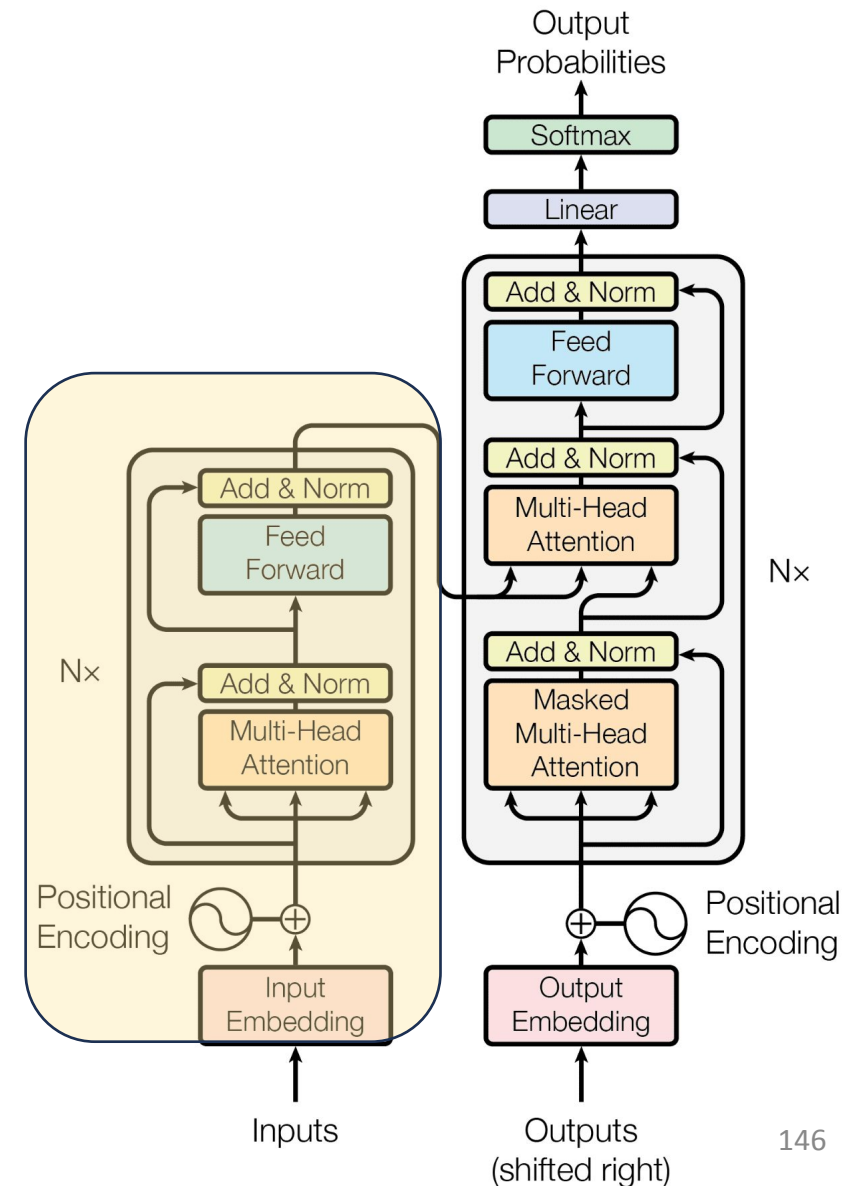 Output
Probabilities
Softmax
Linear
Add & Norm
Feed
Forward
Add & Norm
Multi-Head
Attention
Nx
Add & Norm
Masked
Multi-Head
Attention
Positional
Encoding
Output
Embedding
Outputs
(shifted right)
Add & Norm
Feed
Forward
N×
Add & Norm
Multi-Head
Attention
Positional
Encoding
Input
Embedding
Inputs
146